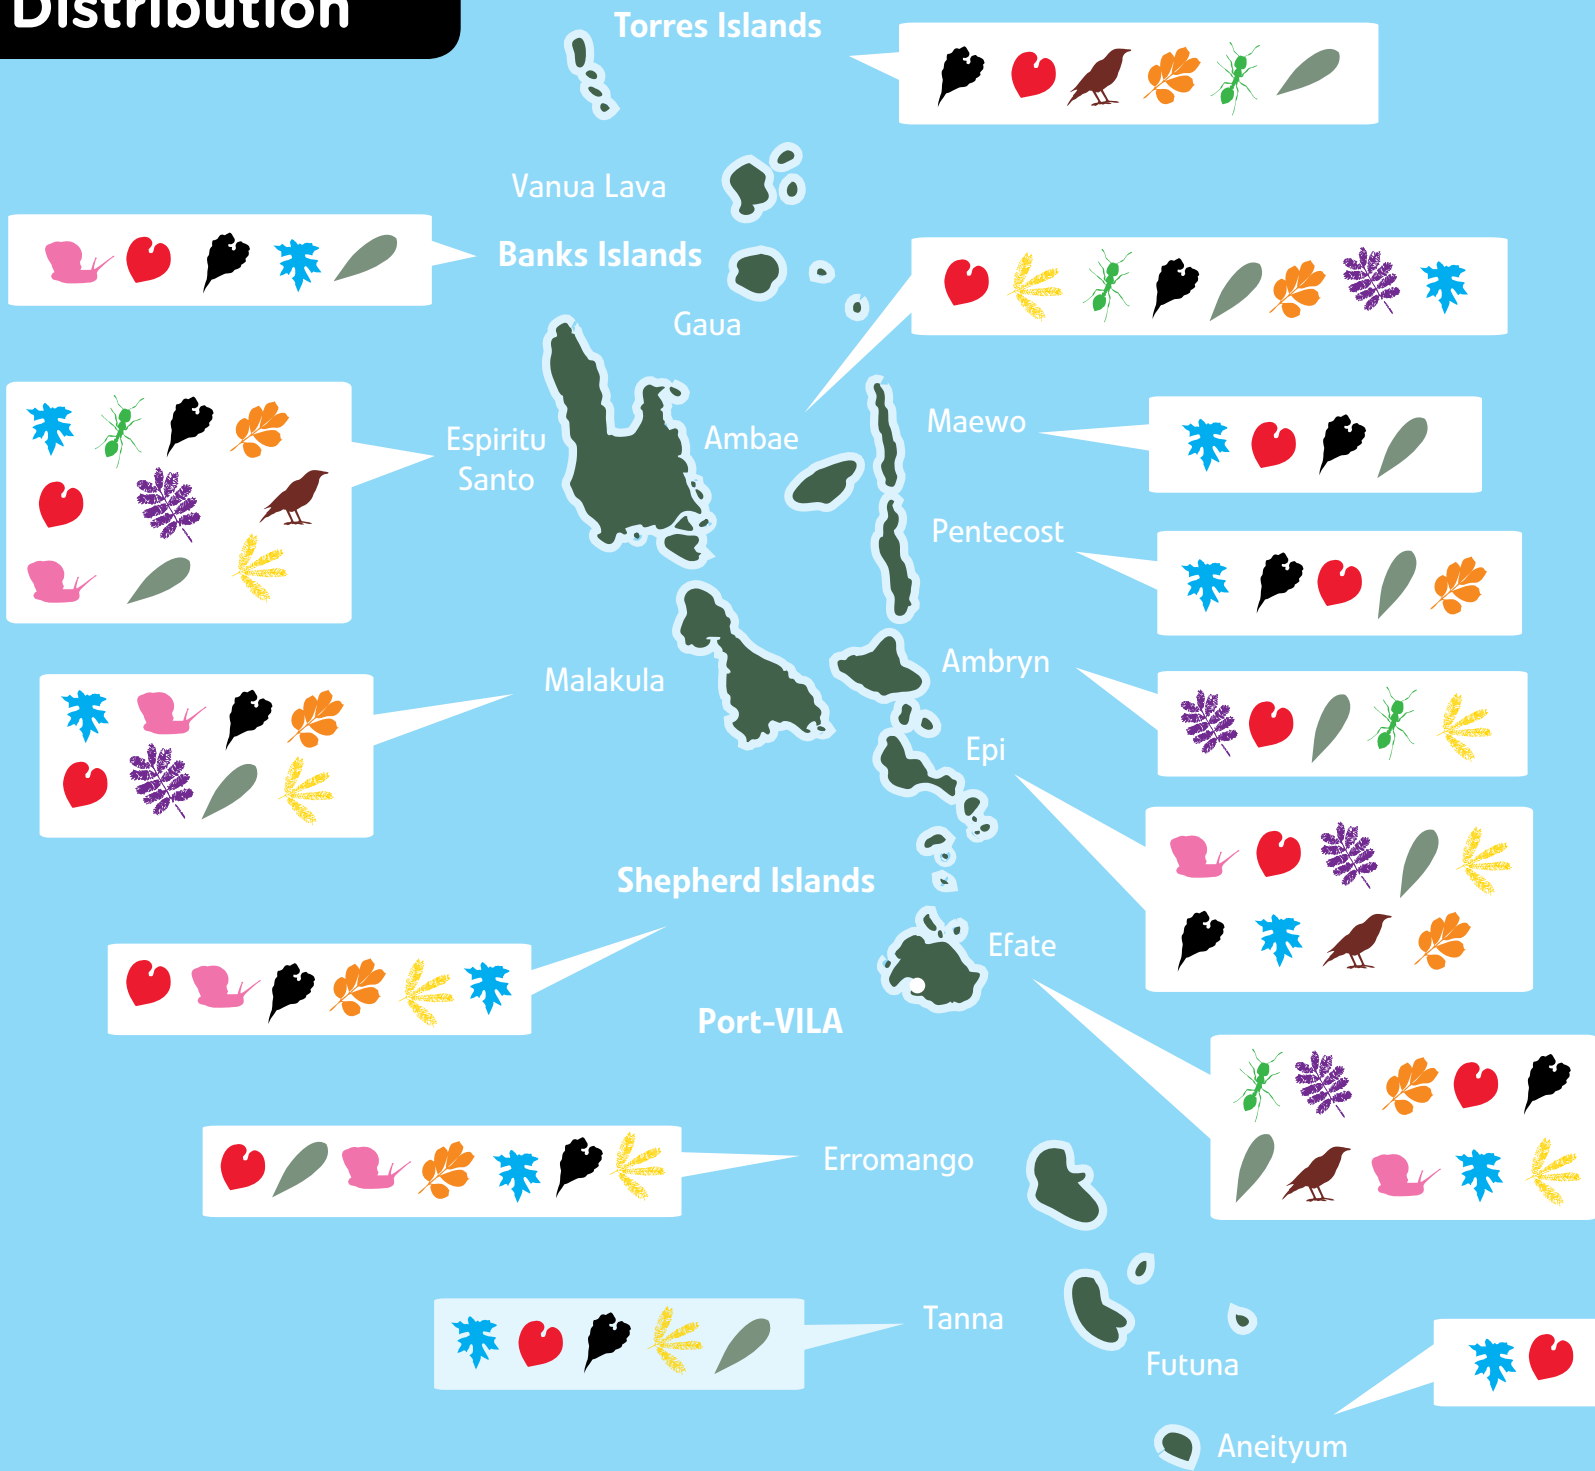 Distribution
Torres Islands
Vanua Lava
Banks Islands
Gaua
Espiritu
Santo
Ambae
Maewo
Pentecost
Malakula
Ambryn
Epi
Shepherd Islands
Efate
Port-VILA
Erromango
Tanna
Futuna
Aneityum